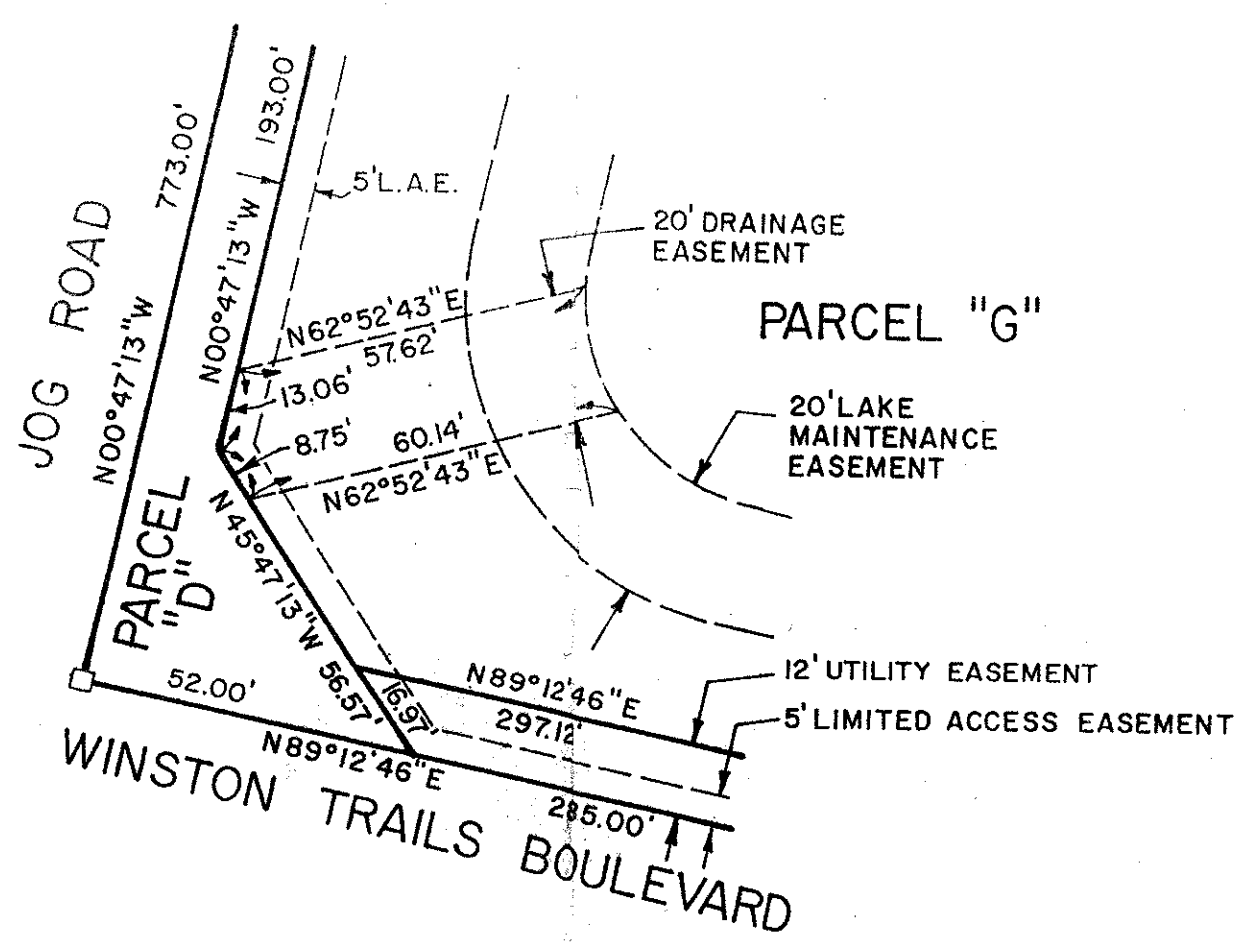 773.00'
193.00'
5'L.A.E.
JOG ROAD
N00°47'13"W
N00°47'13"W
20' DRAINAGE
EASEMENT
N62°52'43"E
57.62'
PARCEL "G"
13.06'
8.75'
60.14'
N62°52'43"E
20' LAKE
MAINTENANCE
EASEMENT
PARCEL
"D"
N45°47'13"W 56.57'
16.97'
52.00'
N89°12'46"E
N89°12'46"E
297.12'
285.00'
12' UTILITY EASEMENT
5' LIMITED ACCESS EASEMENT
WINSTON TRAILS BOULEVARD